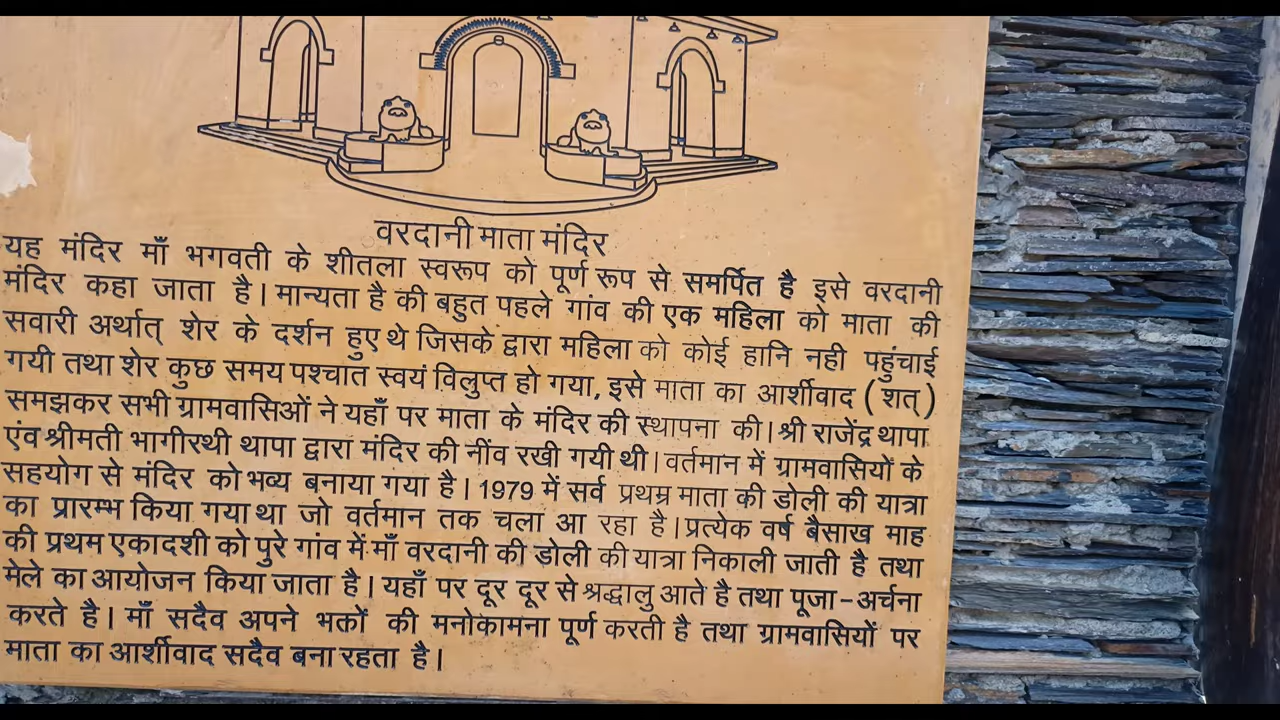 वरदानी माता मंदिर
यह मंदिर माँ भगवती के शीतला स्वरूप को पूर्ण रूप से समर्पित है इसे वरदानी
मंदिर कहा जाता है। मान्यता है की बहुत पहले गांव की एक महिला को माता की
सवारी अर्थात् शेर के दर्शन हुए थे जिसके द्वारा महिला को कोई हानि नही पहुंचाई
गयी तथा शेर कुछ समय पश्चात स्वयं विलुप्त हो गया, इसे माता का आर्शीवाद (शत्)
समझकर सभी ग्रामवासिओं ने यहाँ पर माता के मंदिर की स्थापना की। श्री राजेंद्र थापा
एंव श्रीमती भागीरथी थापा द्वारा मंदिर की नींव रखी गयी थी। वर्तमान में ग्रामवासियों के
सहयोग से मंदिर को भव्य बनाया गया है। 1979 में सर्व प्रथम्र माता की डोली की यात्रा
का प्रारम्भ किया गया था जो वर्तमान तक चला आ रहा है। प्रत्येक वर्ष बैसाख माह
की प्रथम एकादशी को पुरे गांव में माँ वरदानी की डोली की यात्रा निकाली जाती है तथा
मेले का आयोजन किया जाता है। यहाँ पर दूर दूर से श्रद्धालु आते है तथा पूजा-अर्चना
करते है। माँ सदैव अपने भक्तों की मनोकामना पूर्ण करती है तथा ग्रामवासियों पर
माता का आर्शीवाद सदैव बना रहता है।